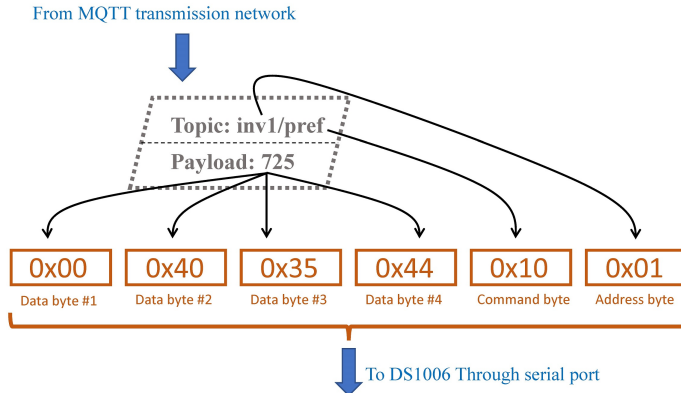 From MQTT transmission network
Topic: inv1/pref
Payload: 725
0x00 0x40 0x35 0x44 0x10 0x01
Data byte #1 Data byte #2 Data byte #3 Data byte #4 Command byte Address byte
To DS1006 Through serial port